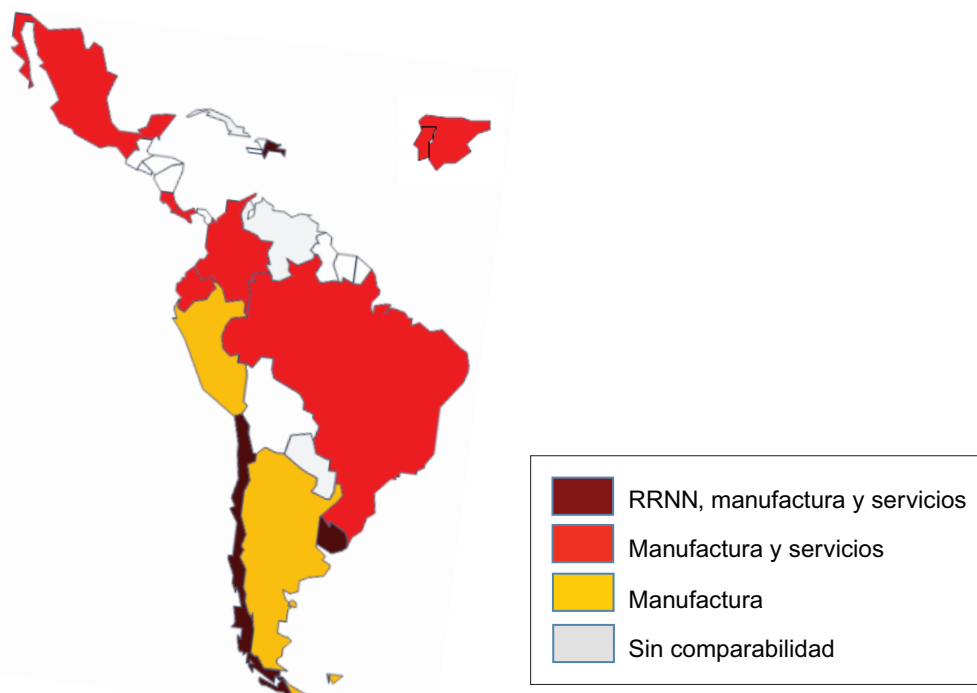 RRNN, manufactura y servicios
Manufactura y servicios
Manufactura
Sin comparabilidad